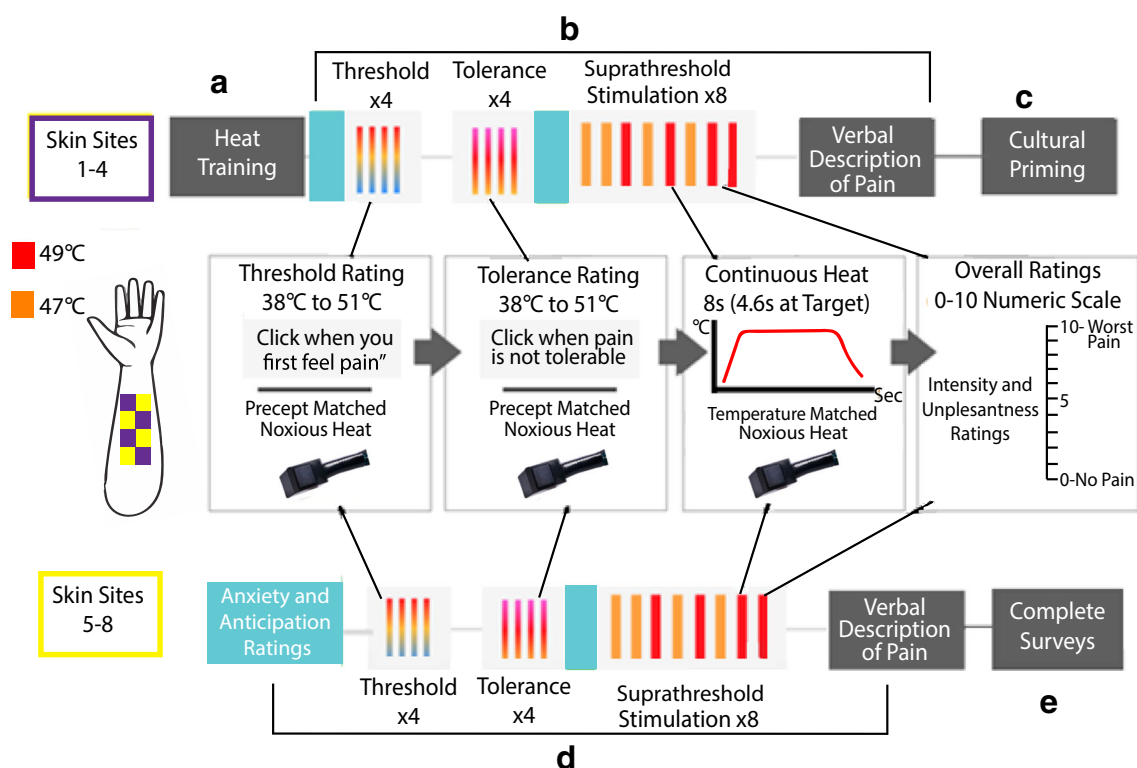 b
a
Threshold
x4
Tolerance
x4
Suprathreshold
Stimulation x8
c
Skin Sites
1-4
Heat
Training
Verbal
Description
of Pain
Cultural
Priming
49℃
47℃
Threshold Rating
38℃ to 51℃
Click when you
first feel pain"
Precept Matched
Noxious Heat
Tolerance Rating
38℃ to 51℃
Click when pain
is not tolerable
Precept Matched
Noxious Heat
Continuous Heat
8s (4.6s at Target)
℃
Sec
Temperature Matched
Noxious Heat
Overall Ratings
0-10 Numeric Scale
10- Worst
Pain
Intensity and
Unplesantness
Ratings
5
0-No Pain
Skin Sites
5-8
Anxiety and
Anticipation
Ratings
Threshold
x4
Tolerance
x4
Suprathreshold
Stimulation x8
Verbal
Description
of Pain
Complete
Surveys
e
d